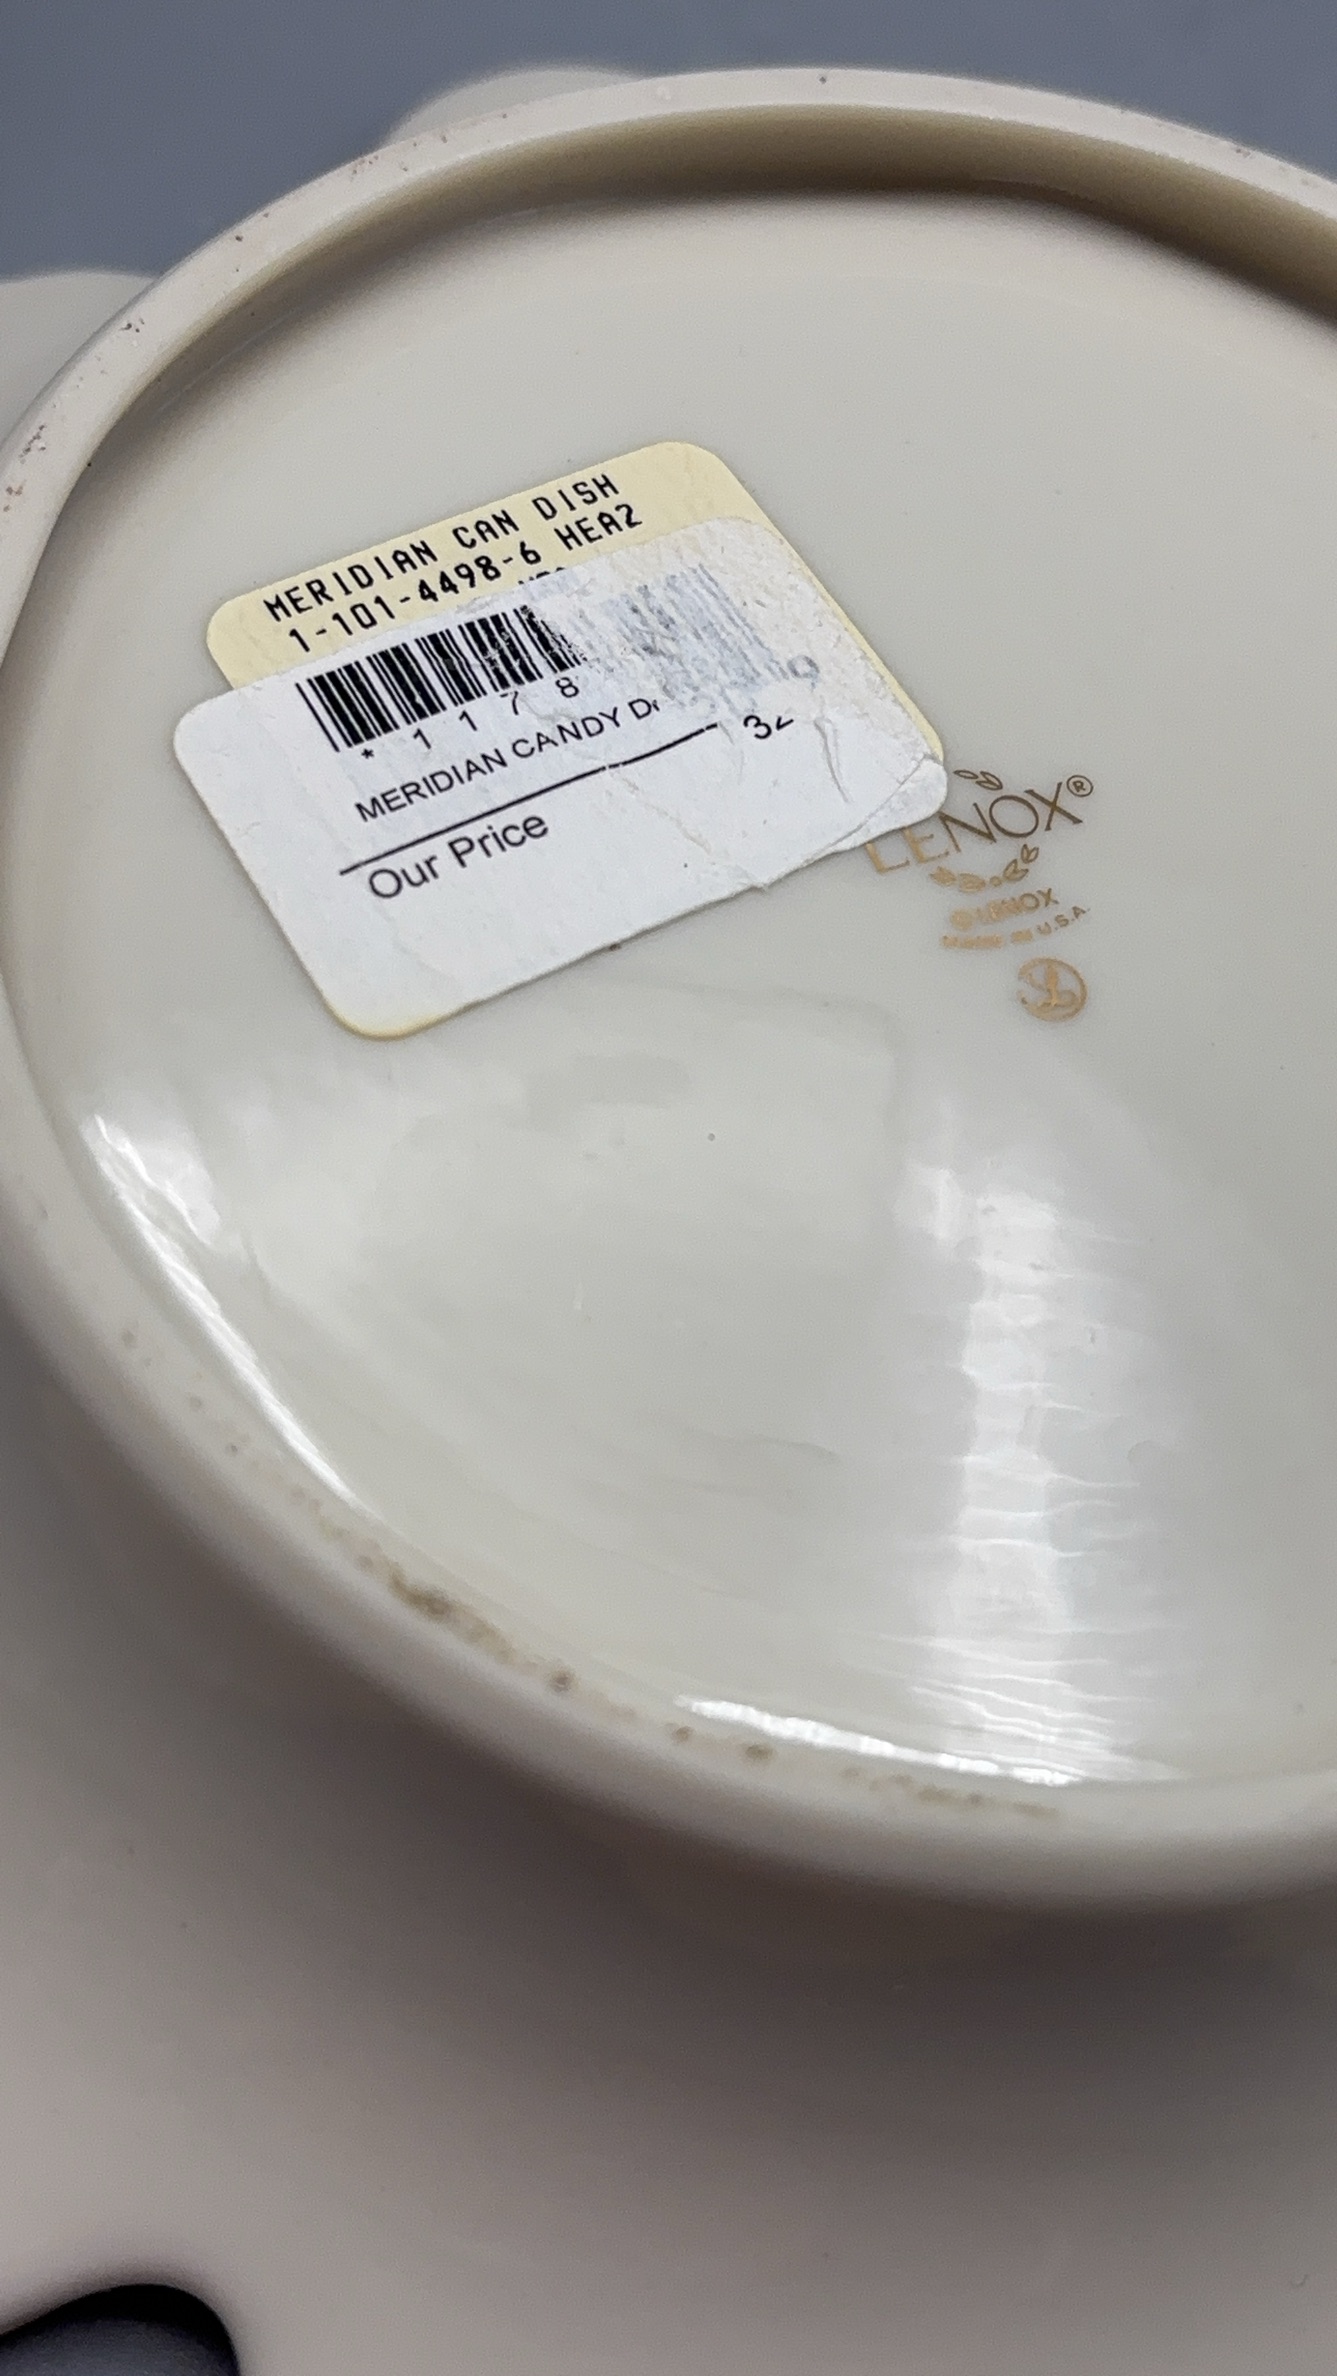 MERIDIAN CAN DISH
1-101-4498-6 HEA2
* 1 1 7 8
MERIDIAN CANDY
Our Price
LENOX®
© LENOX
MADE IN U.S.A.